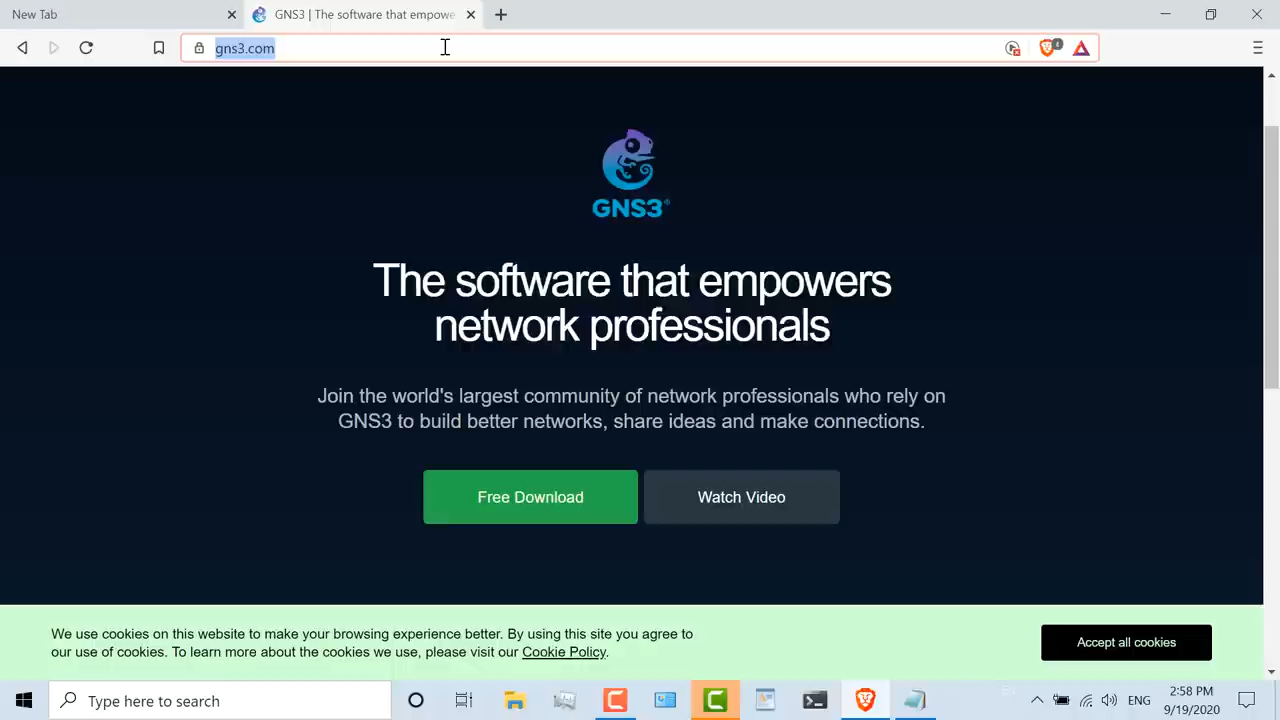 New Tab
GNS3 | The software that empowe
gns3.com
GNS3®
The software that empowers
network professionals
Join the world's largest community of network professionals who rely on
GNS3 to build better networks, share ideas and make connections.
Free Download
Watch Video
We use cookies on this website to make your browsing experience better. By using this site you agree to
our use of cookies. To learn more about the cookies we use, please visit our Cookie Policy.
Accept all cookies
Type here to search
ENG
2:58 PM
9/19/2020